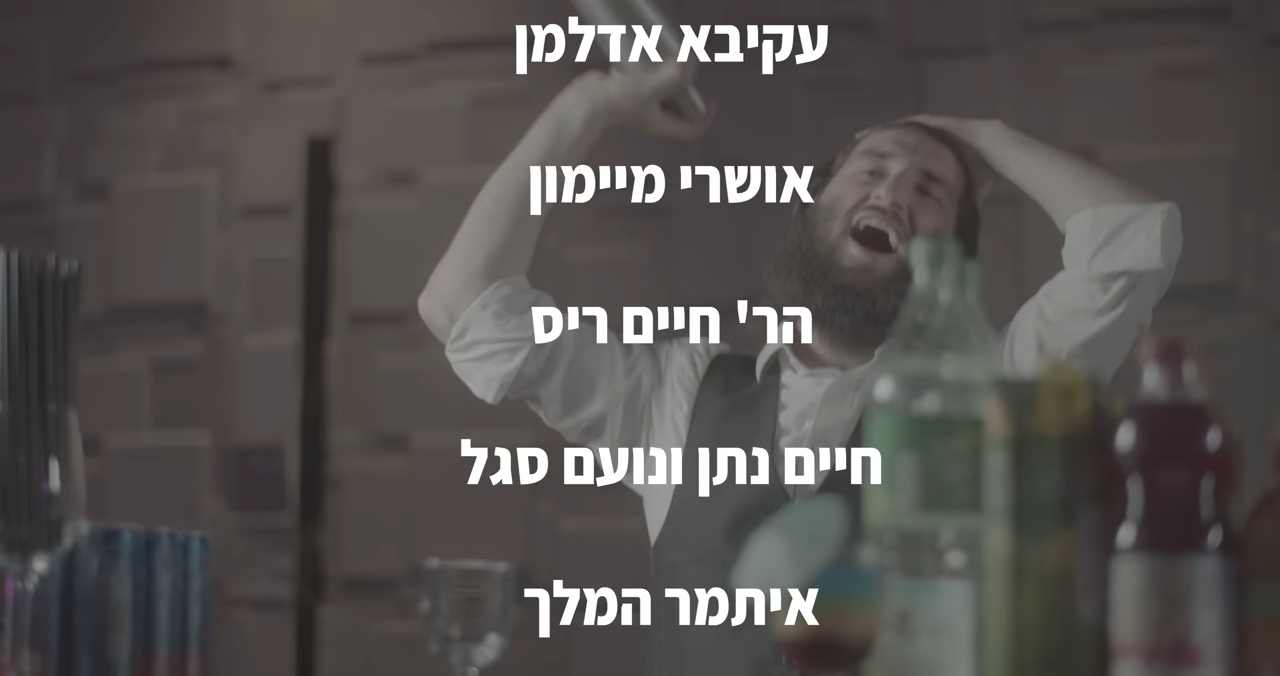 עקיבא אדלמן
אושרי מיימון
הר' חיים ריס
חיים נתן ונועם סגל
איתמר המלך